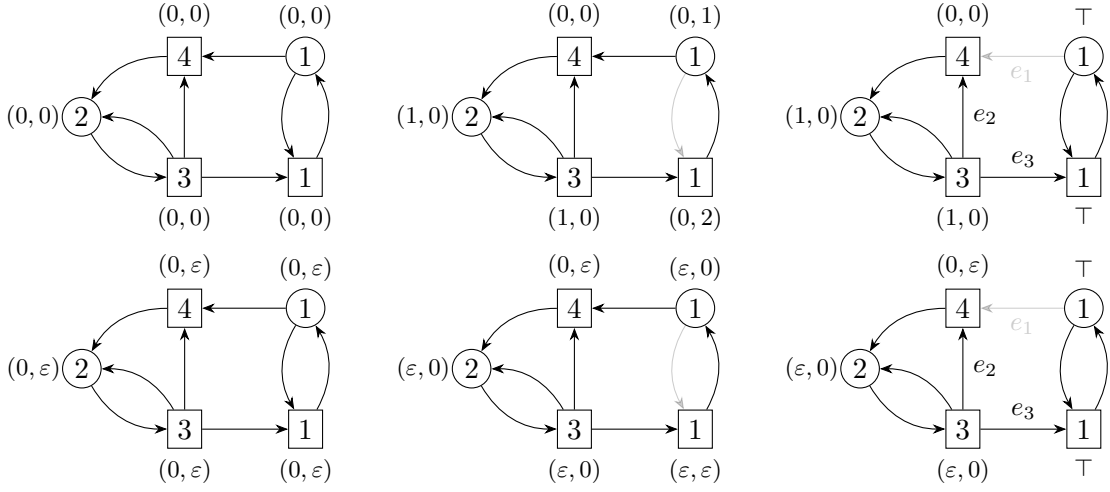 (0, 0) (0, 0) (0, 0) (0, 1) (0, 0) ⊤
4 1 4 1 4 1
e₁
(0, 0) 2 (1, 0) 2 (1, 0) 2
e₂
e₃
3 1 3 1 3 1
(0, 0) (0, 0) (1, 0) (0, 2) (1, 0) ⊤
(0, ε) (0, ε) (0, ε) (ε, 0) (0, ε) ⊤
4 1 4 1 4 1
e₁
(0, ε) 2 (ε, 0) 2 (ε, 0) 2
e₂
e₃
3 1 3 1 3 1
(0, ε) (0, ε) (ε, 0) (ε, ε) (ε, 0) ⊤